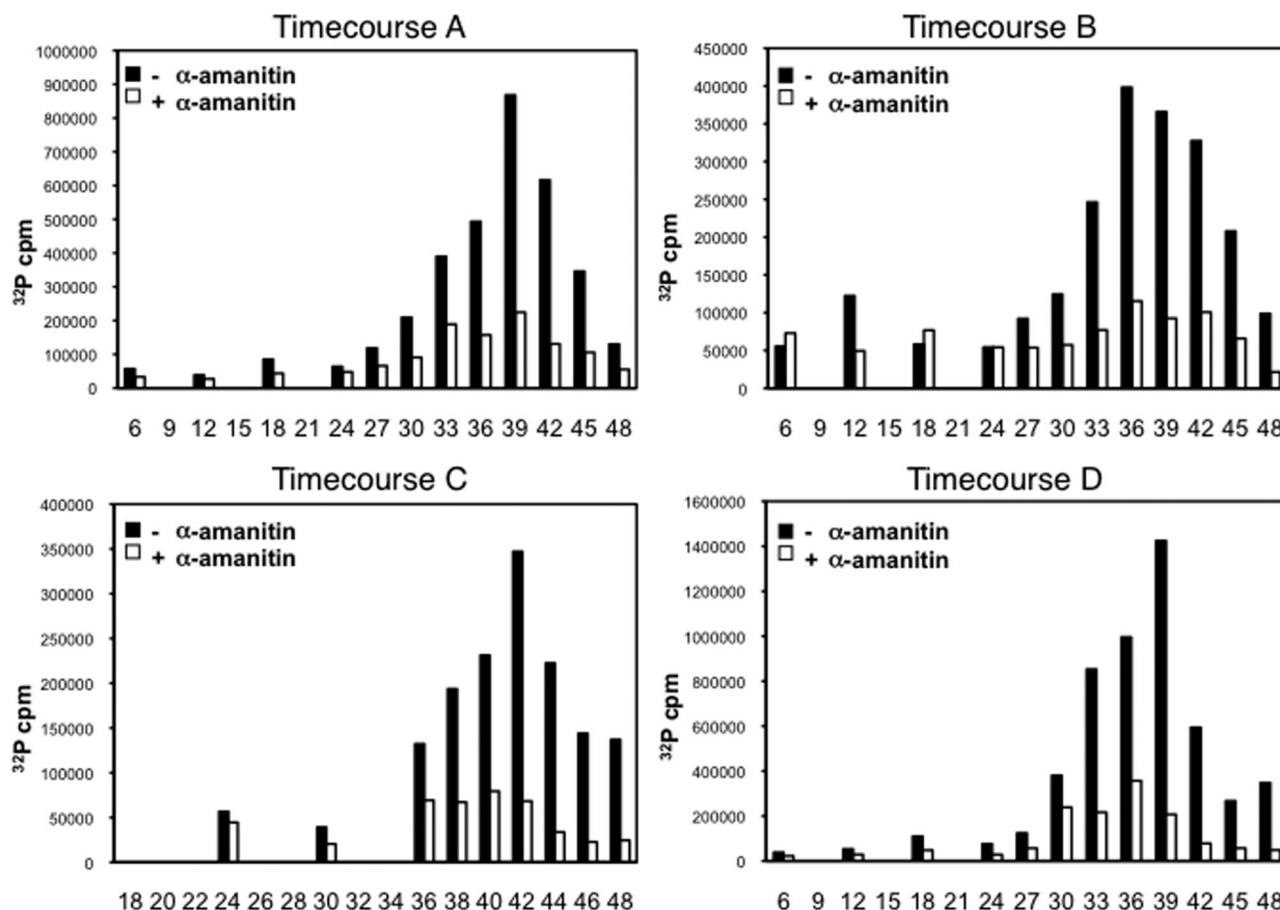 Timecourse A
1000000
900000
800000
700000
600000
500000
400000
300000
200000
100000
0
32P cpm
- α-amanitin
+ α-amanitin
6 9 12 15 18 21 24 27 30 33 36 39 42 45 48
Timecourse B
450000
400000
350000
300000
250000
200000
150000
100000
50000
0
32P cpm
- α-amanitin
+ α-amanitin
6 9 12 15 18 21 24 27 30 33 36 39 42 45 48
Timecourse C
400000
350000
300000
250000
200000
150000
100000
50000
0
32P cpm
- α-amanitin
+ α-amanitin
18 20 22 24 26 28 30 32 34 36 38 40 42 44 46 48
Timecourse D
1600000
1400000
1200000
1000000
800000
600000
400000
200000
0
32P cpm
- α-amanitin
+ α-amanitin
6 9 12 15 18 21 24 27 30 33 36 39 42 45 48